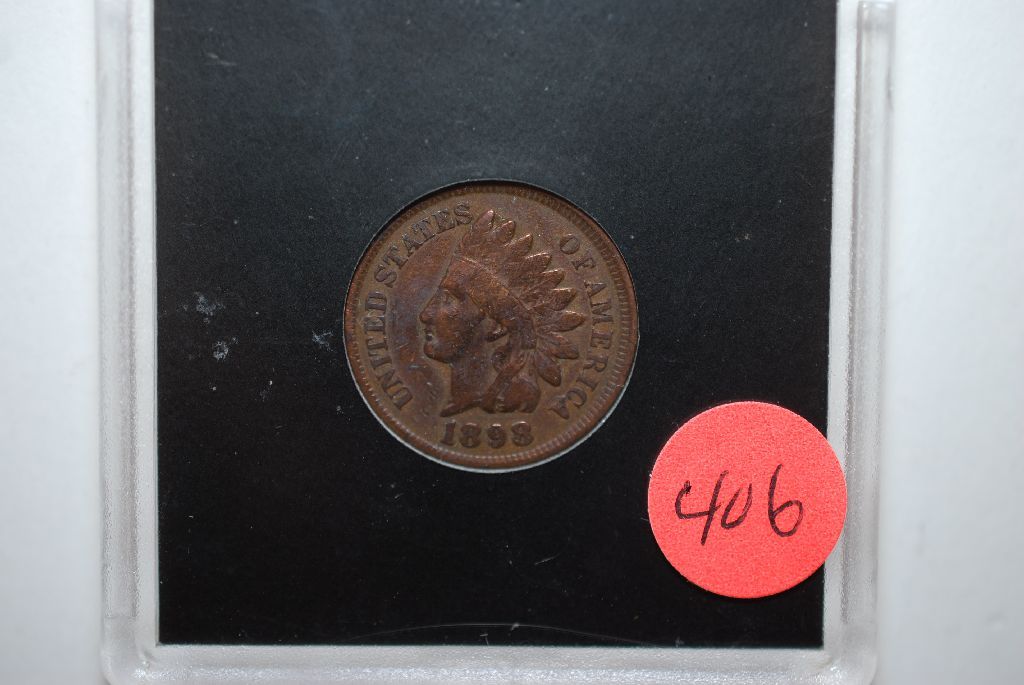 UNITED STATES OF AMERICA
1898
406